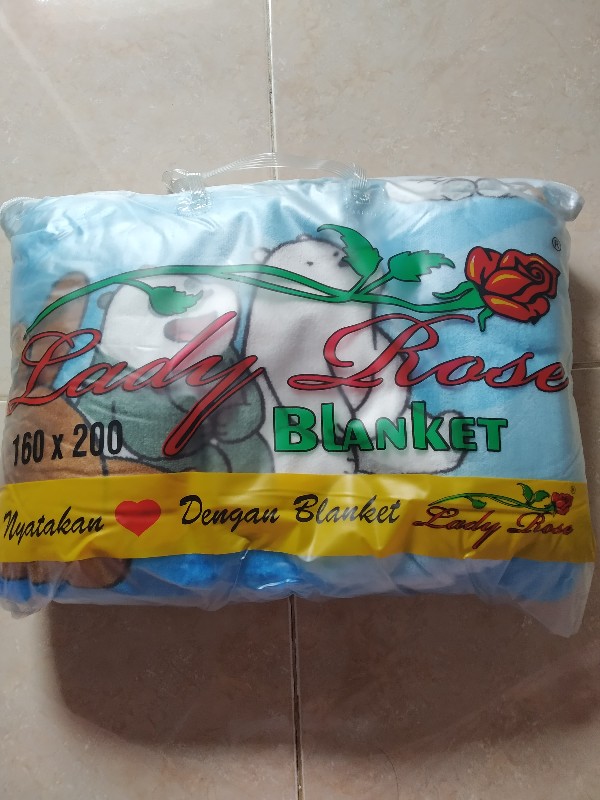 ®
Lady Rose
BLANKET
160 x 200
Nyatakan Dengan Blanket Lady Rose